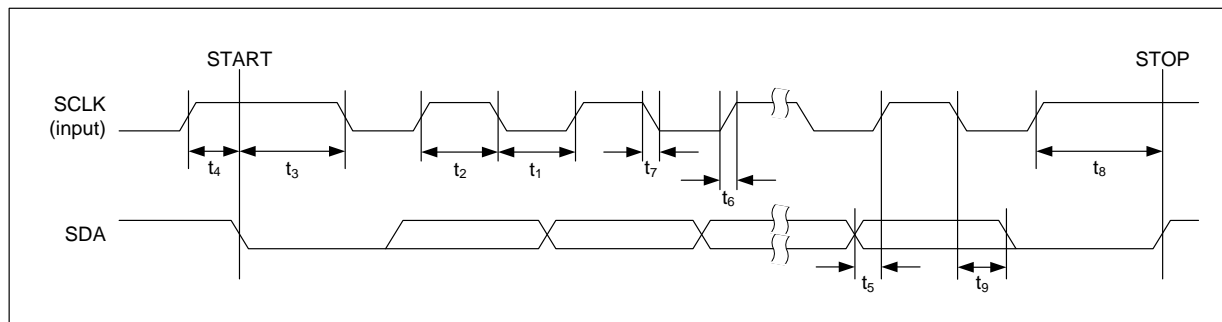 START
STOP
SCLK
(input)
t4
t3
t2
t1
t7
t6
t8
SDA
t5
t9